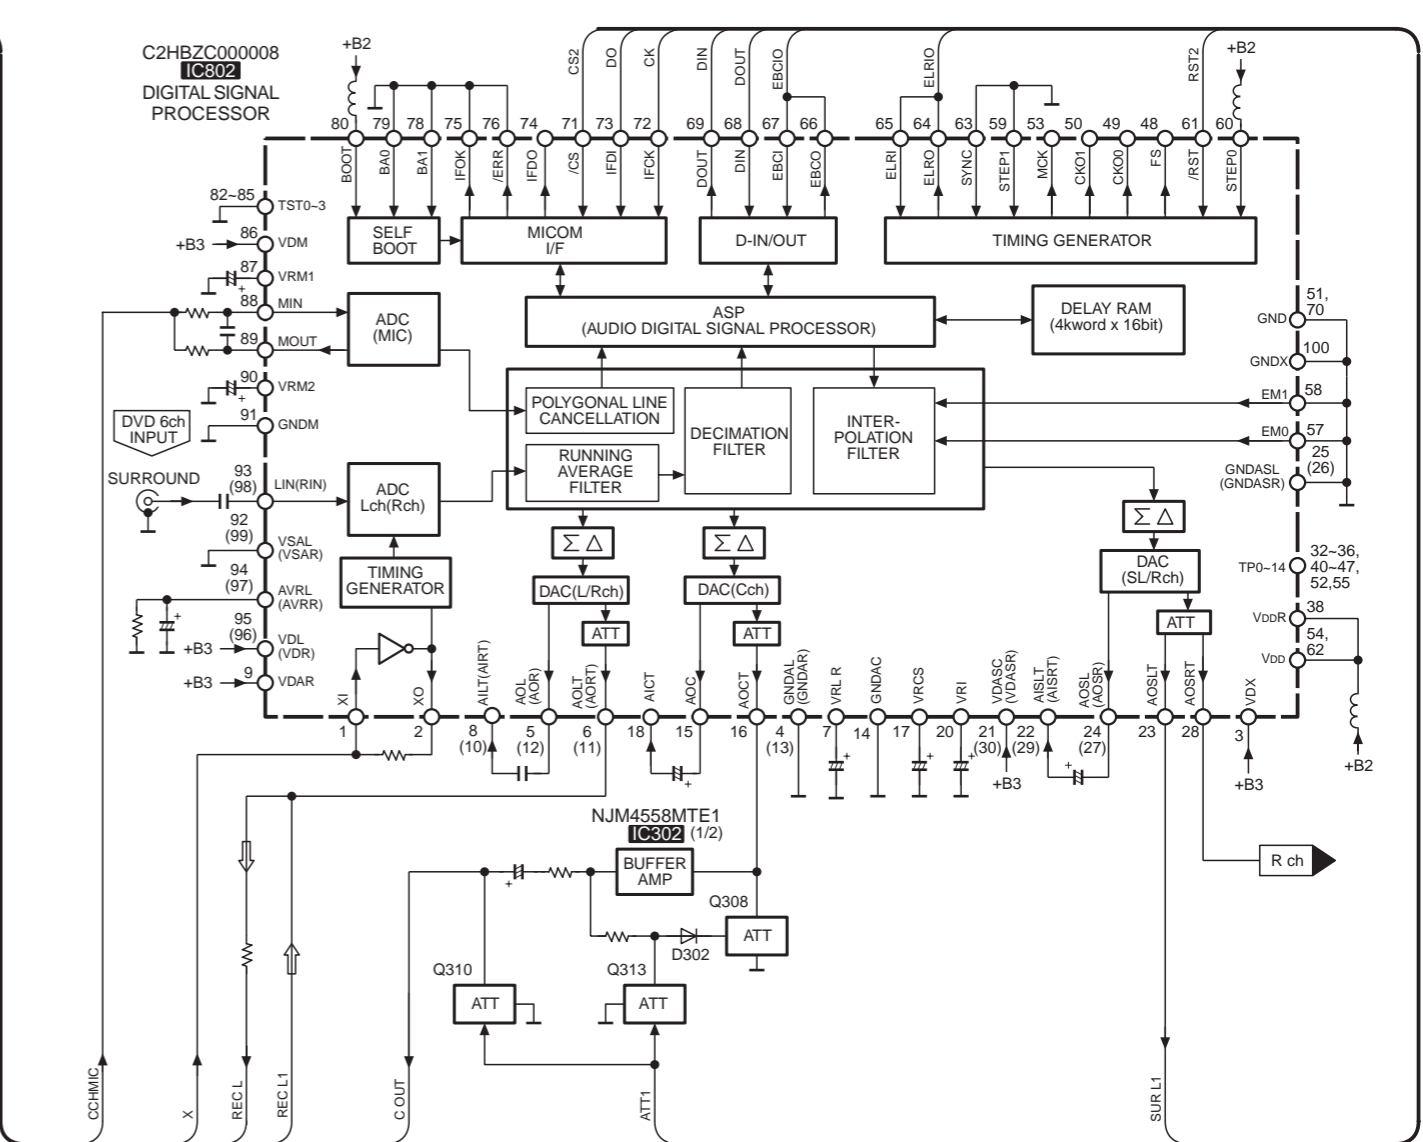 C2HBZC000008
IC802
DIGITAL SIGNAL
PROCESSOR
+B2
CS2
DO
CK
DIN
DOUT
EBCIO
ELRIO
RST2
+B2
80
79
78
75
76
74
71
73
72
69
68
67
66
65
64
63
59
53
50
49
48
61
60
BOOT
BA0
BA1
IFOK
/ERR
IFDO
/CS
IFDI
IFCK
DOUT
DIN
EBCI
EBCO
ELRI
ELRO
SYNC
STEP1
MCK
CKO1
CKO0
FS
/RST
STEP0
82~85
TST0~3
86
+B3
VDM
87
VRM1
+
88
MIN
89
MOUT
90
VRM2
+
91
GNDM
DVD 6ch
INPUT
SURROUND
93
(98)
LIN(RIN)
92
(99)
VSAL
(VSAR)
94
(97)
AVRL
(AVRR)
+
95
(96)
+B3
VDL
(VDR)
9
+B3
VDAR
SELF
BOOT
MICOM
I/F
D-IN/OUT
TIMING GENERATOR
ADC
(MIC)
ASP
(AUDIO DIGITAL SIGNAL PROCESSOR)
DELAY RAM
(4kword x 16bit)
POLYGONAL LINE
CANCELLATION
RUNNING
AVERAGE
FILTER
DECIMATION
FILTER
INTER-
POLATION
FILTER
ADC
Lch(Rch)
TIMING
GENERATOR
Σ Δ
Σ Δ
Σ Δ
DAC(L/Rch)
DAC(Cch)
DAC
(SL/Rch)
ATT
ATT
ATT
51,
70
GND
100
GNDX
58
EM1
57
EM0
25
(26)
GNDASL
(GNDASR)
32~36,
40~47,
52,55
TP0~14
38
VDDR
54,
62
VDD
+B2
XI
XO
AILT(AIRT)
AOL
(AOR)
AOLT
(AORT)
AICT
AOC
AOCT
GNDAL
(GNDAR)
VRL R
GNDAC
VRCS
VRI
VDASC
(VDASR)
AISLT
(AISRT)
AOSL
(AOSR)
AOSLT
AOSRT
VDX
1
2
8
(10)
5
(12)
6
(11)
18
15
16
4
(13)
7
14
17
20
21
(30)
22
(29)
24
(27)
23
28
3
+
+
+
+
+
+B3
+B3
NJM4558MTE1
IC302 (1/2)
BUFFER
AMP
+
Q308
ATT
D302
Q310
ATT
Q313
ATT
R ch
CCHMIC
X
REC L
REC L1
C OUT
ATT1
SUR L1